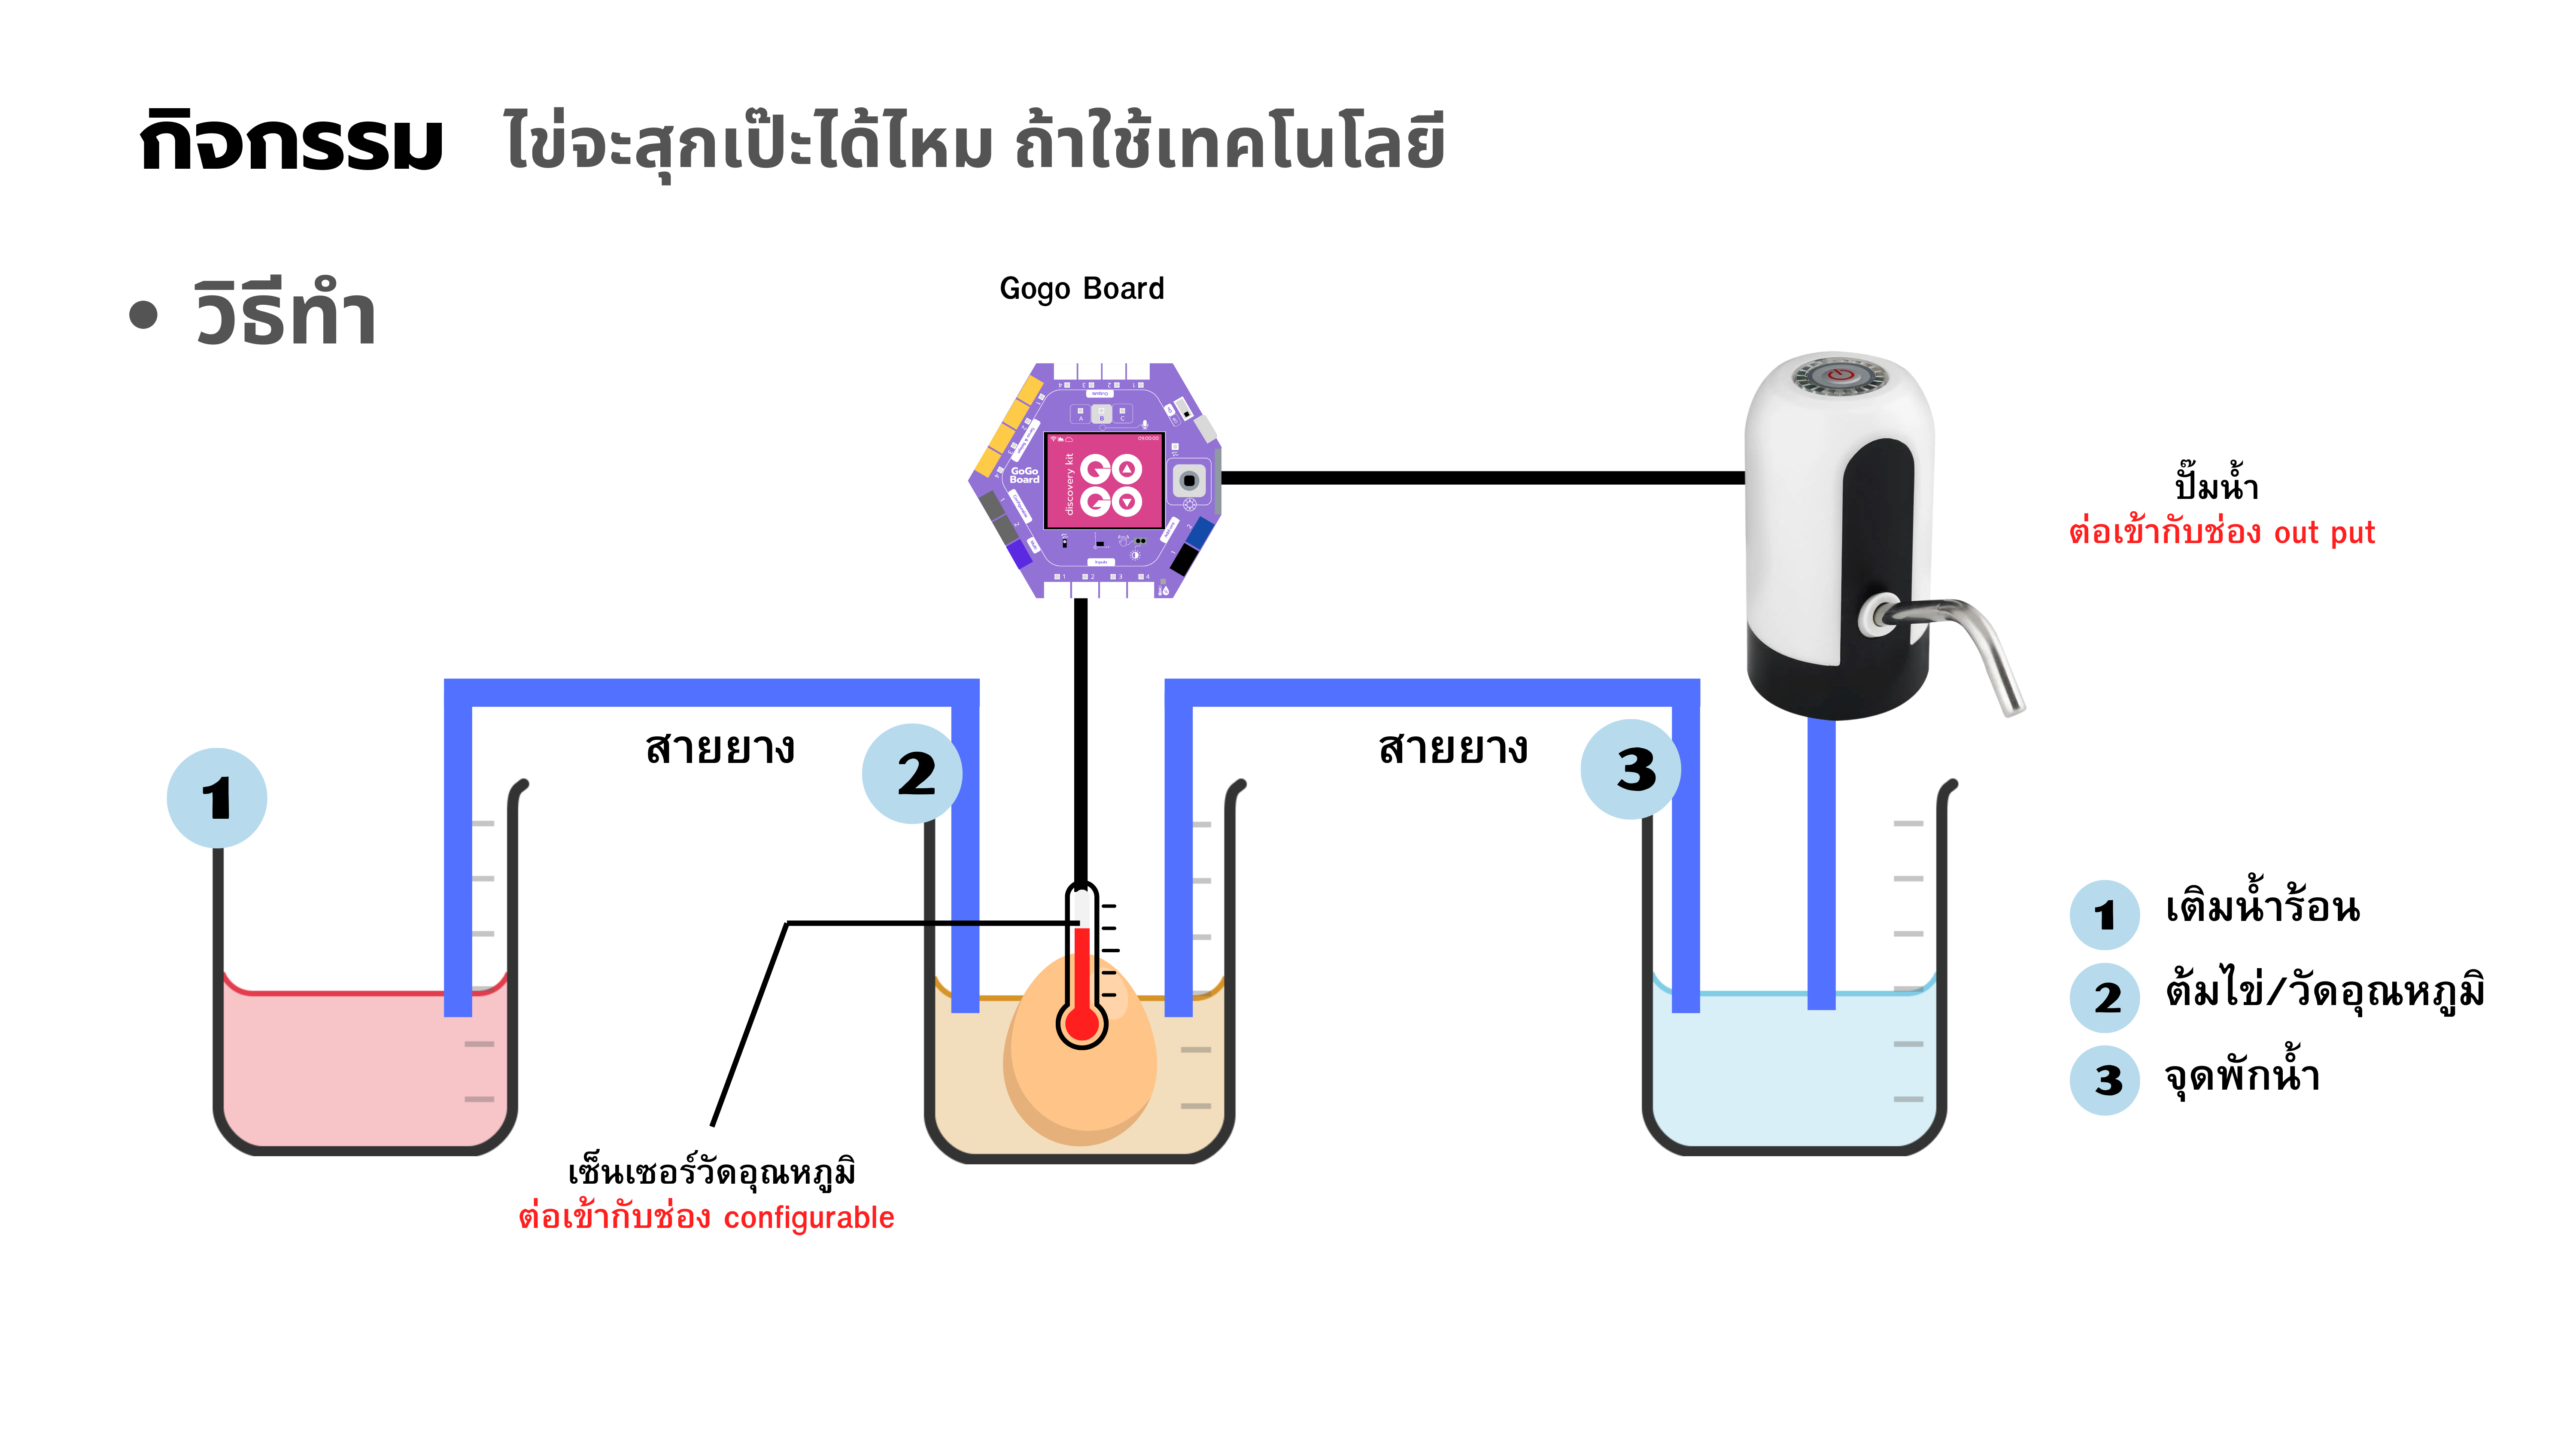 กิจกรรม ไข่จะสุกเป๊ะได้ไหม ถ้าใช้เทคโนโลยี
• วิธีทำ
Gogo Board
GoGo
Board
discovery kit
GO
GO
A B C
Inputs
1 2 3 4
ปั๊มน้ำ
ต่อเข้ากับช่อง out put
สายยาง
สายยาง
1
2
3
เซ็นเซอร์วัดอุณหภูมิ
ต่อเข้ากับช่อง configurable
1 เติมน้ำร้อน
2 ต้มไข่/วัดอุณหภูมิ
3 จุดพักน้ำ